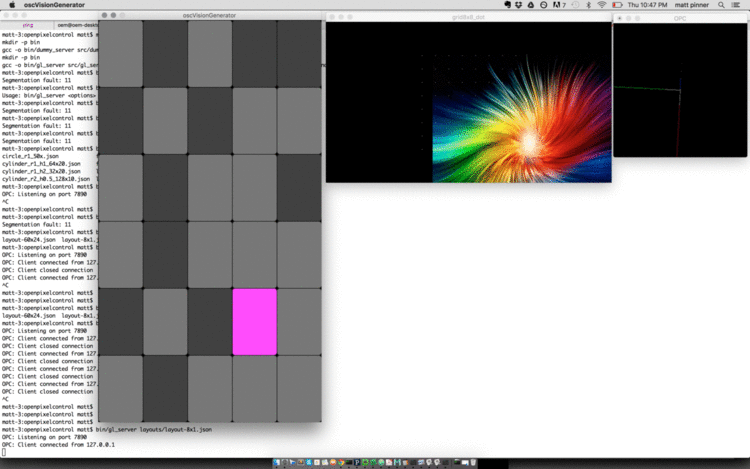 Thu 10:47 PM matt pinner
7
oscVisionGenerator
grid8x8_dot
OPC
ping
oem@oem-desk
matt-3:openpixelcontrol matt$
mkdir -p bin
gcc -o bin/dummy_server src/dum
mkdir -p bin
gcc -o bin/gl_server src/gl_ser
matt-3:openpixelcontrol matt$ b
Segmentation fault: 11
matt-3:openpixelcontrol matt$ b
Usage: bin/gl_server <options>
matt-3:openpixelcontrol matt$ b
Segmentation fault: 11
matt-3:openpixelcontrol matt$ b
Segmentation fault: 11
matt-3:openpixelcontrol matt$ b
Segmentation fault: 11
matt-3:openpixelcontrol matt$ b
circle_r1_50x.json
cylinder_r1_h1_64x20.json
cylinder_r1_h2_32x20.json
cylinder_r2_h0.5_128x10.json
matt-3:openpixelcontrol matt$ b
OPC: Listening on port 7890
^C
matt-3:openpixelcontrol matt$ b
Segmentation fault: 11
matt-3:openpixelcontrol matt$ b
layout-60x24.json layout-8x1.
matt-3:openpixelcontrol matt$ b
OPC: Listening on port 7890
OPC: Client connected from 127.
OPC: Client closed connection
OPC: Client connected from 127.
^C
matt-3:openpixelcontrol matt$
matt-3:openpixelcontrol matt$ b
layout-60x24.json layout-8x1.
matt-3:openpixelcontrol matt$ b
OPC: Listening on port 7890
OPC: Client connected from 127.
OPC: Client closed connection
OPC: Client connected from 127.
OPC: Client closed connection
OPC: Client connected from 127.
OPC: Client closed connection
^C
matt-3:openpixelcontrol matt$
matt-3:openpixelcontrol matt$
matt-3:openpixelcontrol matt$ bin/gl_server layouts/layout-8x1.json
OPC: Listening on port 7890
OPC: Client connected from 127.0.0.1